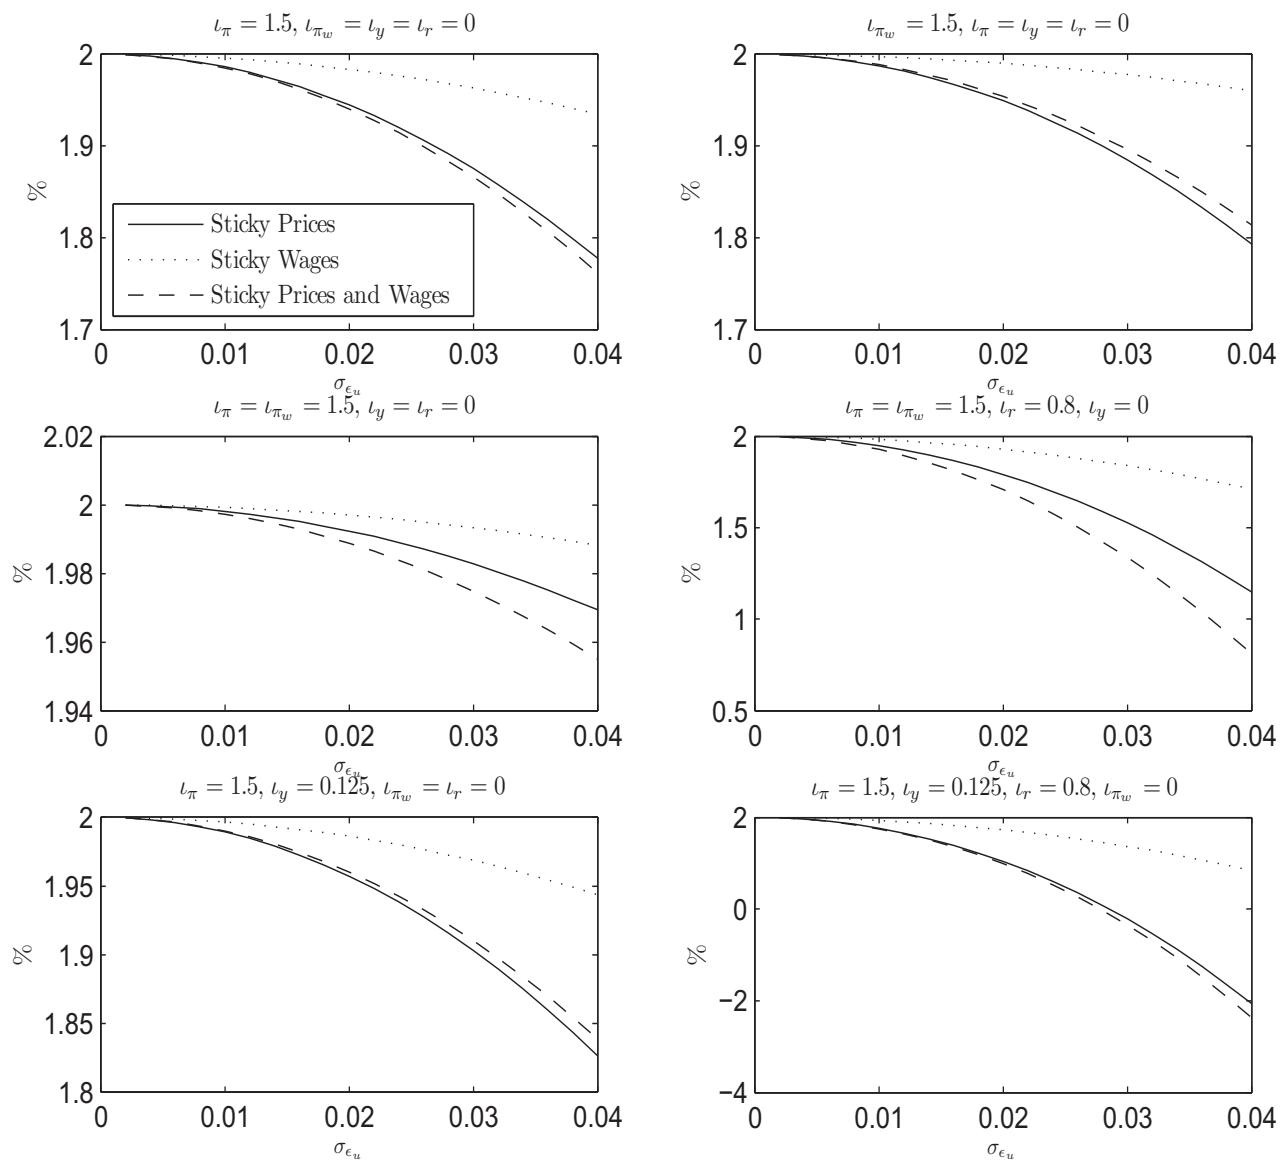 ι_π = 1.5, ι_{π_w} = ι_y = ι_r = 0
2
1.9
1.8
1.7
%
Sticky Prices
Sticky Wages
Sticky Prices and Wages
0 0.01 0.02 0.03 0.04
σ_{ϵ_u}
ι_{π_w} = 1.5, ι_π = ι_y = ι_r = 0
2
1.9
1.8
1.7
%
0 0.01 0.02 0.03 0.04
σ_{ϵ_u}
ι_π = ι_{π_w} = 1.5, ι_y = ι_r = 0
2.02
2
1.98
1.96
1.94
%
0 0.01 0.02 0.03 0.04
σ_{ϵ_u}
ι_π = ι_{π_w} = 1.5, ι_r = 0.8, ι_y = 0
2
1.5
1
0.5
%
0 0.01 0.02 0.03 0.04
σ_{ϵ_u}
ι_π = 1.5, ι_y = 0.125, ι_{π_w} = ι_r = 0
2
1.95
1.9
1.85
1.8
%
0 0.01 0.02 0.03 0.04
σ_{ϵ_u}
ι_π = 1.5, ι_y = 0.125, ι_r = 0.8, ι_{π_w} = 0
2
0
−2
−4
%
0 0.01 0.02 0.03 0.04
σ_{ϵ_u}